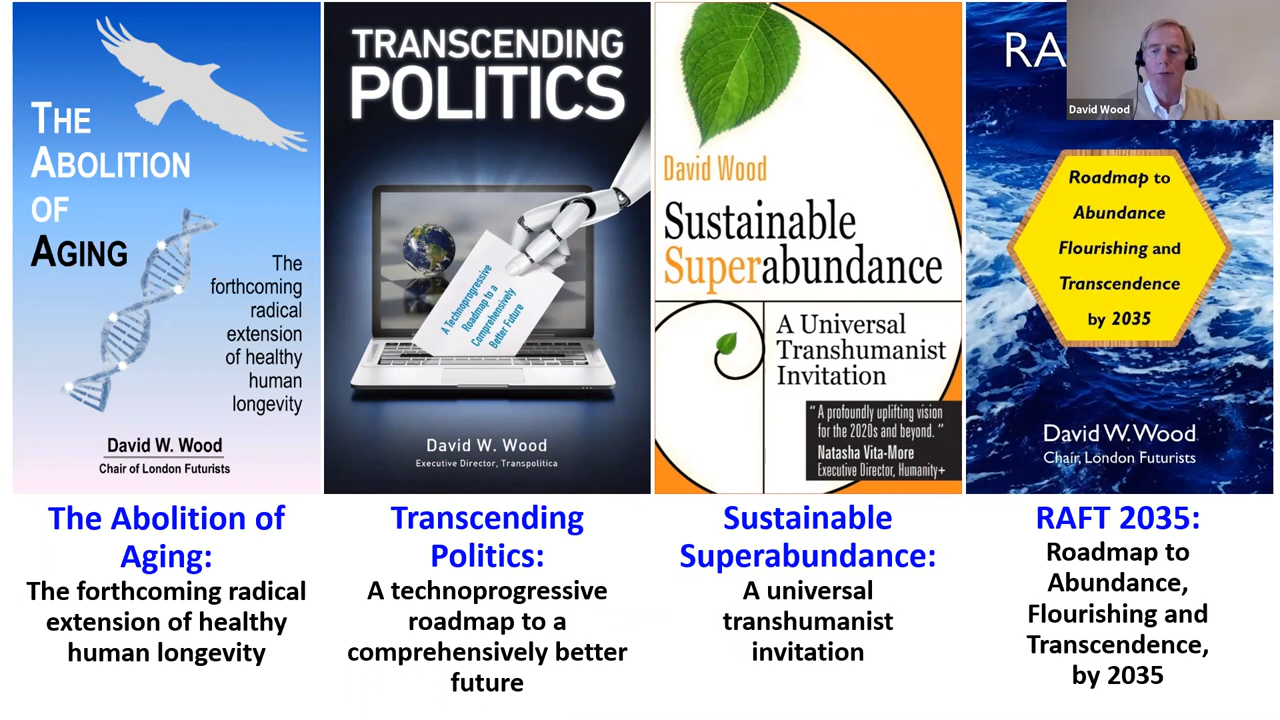 THE
ABOLITION
OF
AGING
The
forthcoming
radical
extension
of healthy
human
longevity
David W. Wood
Chair of London Futurists
TRANSCENDING
POLITICS
A Technoprogressive
Roadmap to a
Comprehensively
Better Future
David W. Wood
Executive Director, Transpolitica
David Wood
Sustainable
Superabundance
A Universal
Transhumanist
Invitation
“A profoundly uplifting vision
for the 2020s and beyond.”
Natasha Vita-More
Executive Director, Humanity+
RA
David Wood
Roadmap to
Abundance
Flourishing and
Transcendence
by 2035
David W. Wood
Chair, London Futurists
The Abolition of
Aging:
The forthcoming radical
extension of healthy
human longevity
Transcending
Politics:
A technoprogressive
roadmap to a
comprehensively better
future
Sustainable
Superabundance:
A universal
transhumanist
invitation
RAFT 2035:
Roadmap to
Abundance,
Flourishing and
Transcendence,
by 2035